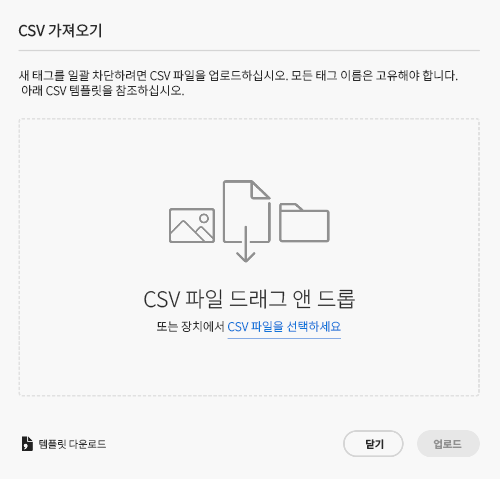 CSV 가져오기
새 태그를 일괄 차단하려면 CSV 파일을 업로드하십시오. 모든 태그 이름은 고유해야 합니다.
아래 CSV 템플릿을 참조하십시오.
CSV 파일 드래그 앤 드롭
또는 장치에서 CSV 파일을 선택하세요
템플릿 다운로드
닫기
업로드